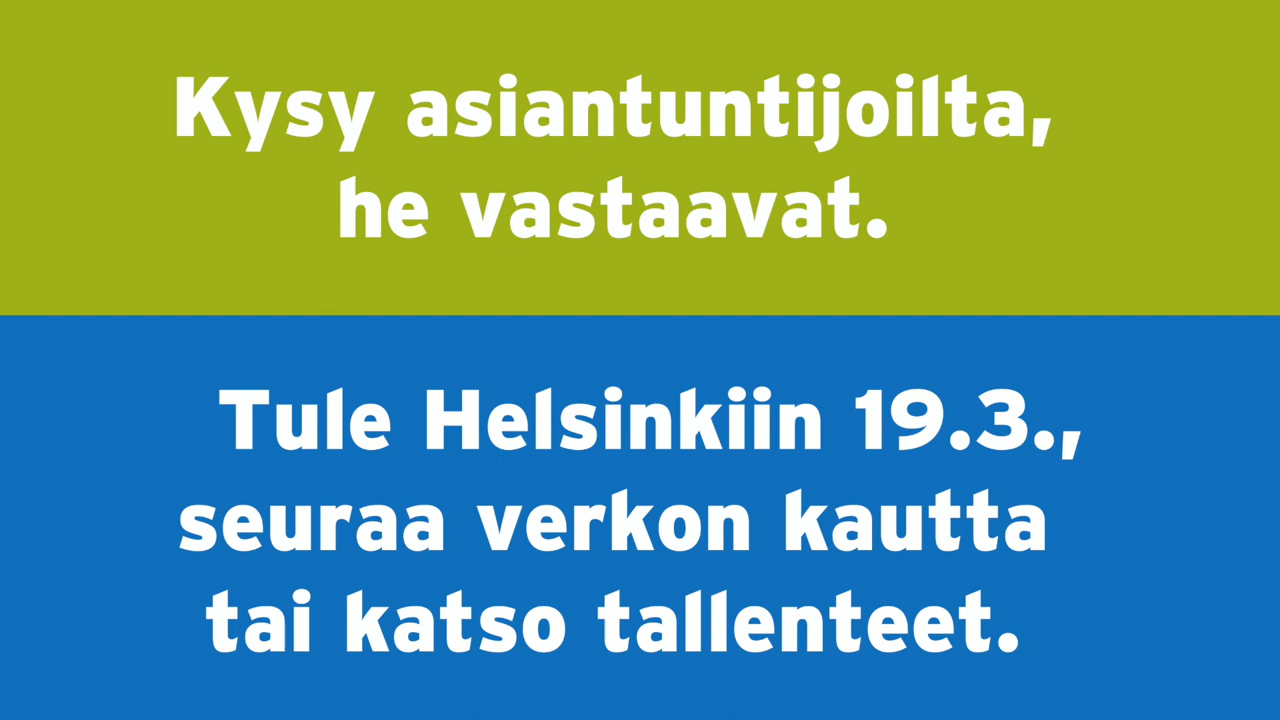 Kysy asiantuntijoilta,
he vastaavat.
Tule Helsinkiin 19.3.,
seuraa verkon kautta
tai katso tallenteet.